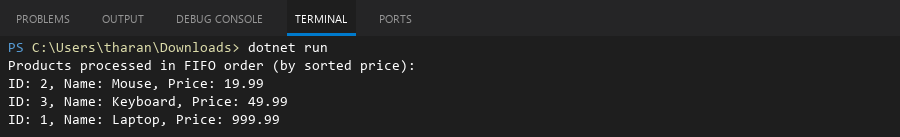 PROBLEMS OUTPUT DEBUG CONSOLE TERMINAL PORTS
PS C:\Users\tharan\Downloads> dotnet run
Products processed in FIFO order (by sorted price):
ID: 2, Name: Mouse, Price: 19.99
ID: 3, Name: Keyboard, Price: 49.99
ID: 1, Name: Laptop, Price: 999.99